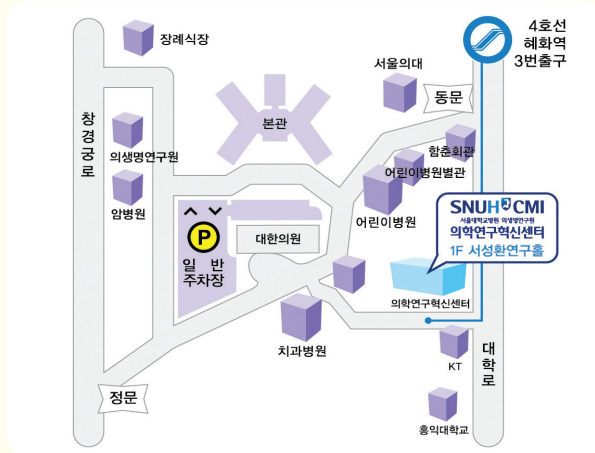 4호선
혜화역
3번출구
장례식장
서울의대
동문
창경궁로
본관
함춘회관
의생명연구원
어린이병원별관
암병원
어린이병원
SNUH CMI
서울대학교병원 의생명연구원
의학연구혁신센터
1F 서성환연구홀
P
일 반
주차장
대한의원
의학연구혁신센터
치과병원
대학로
KT
정문
홍익대학교